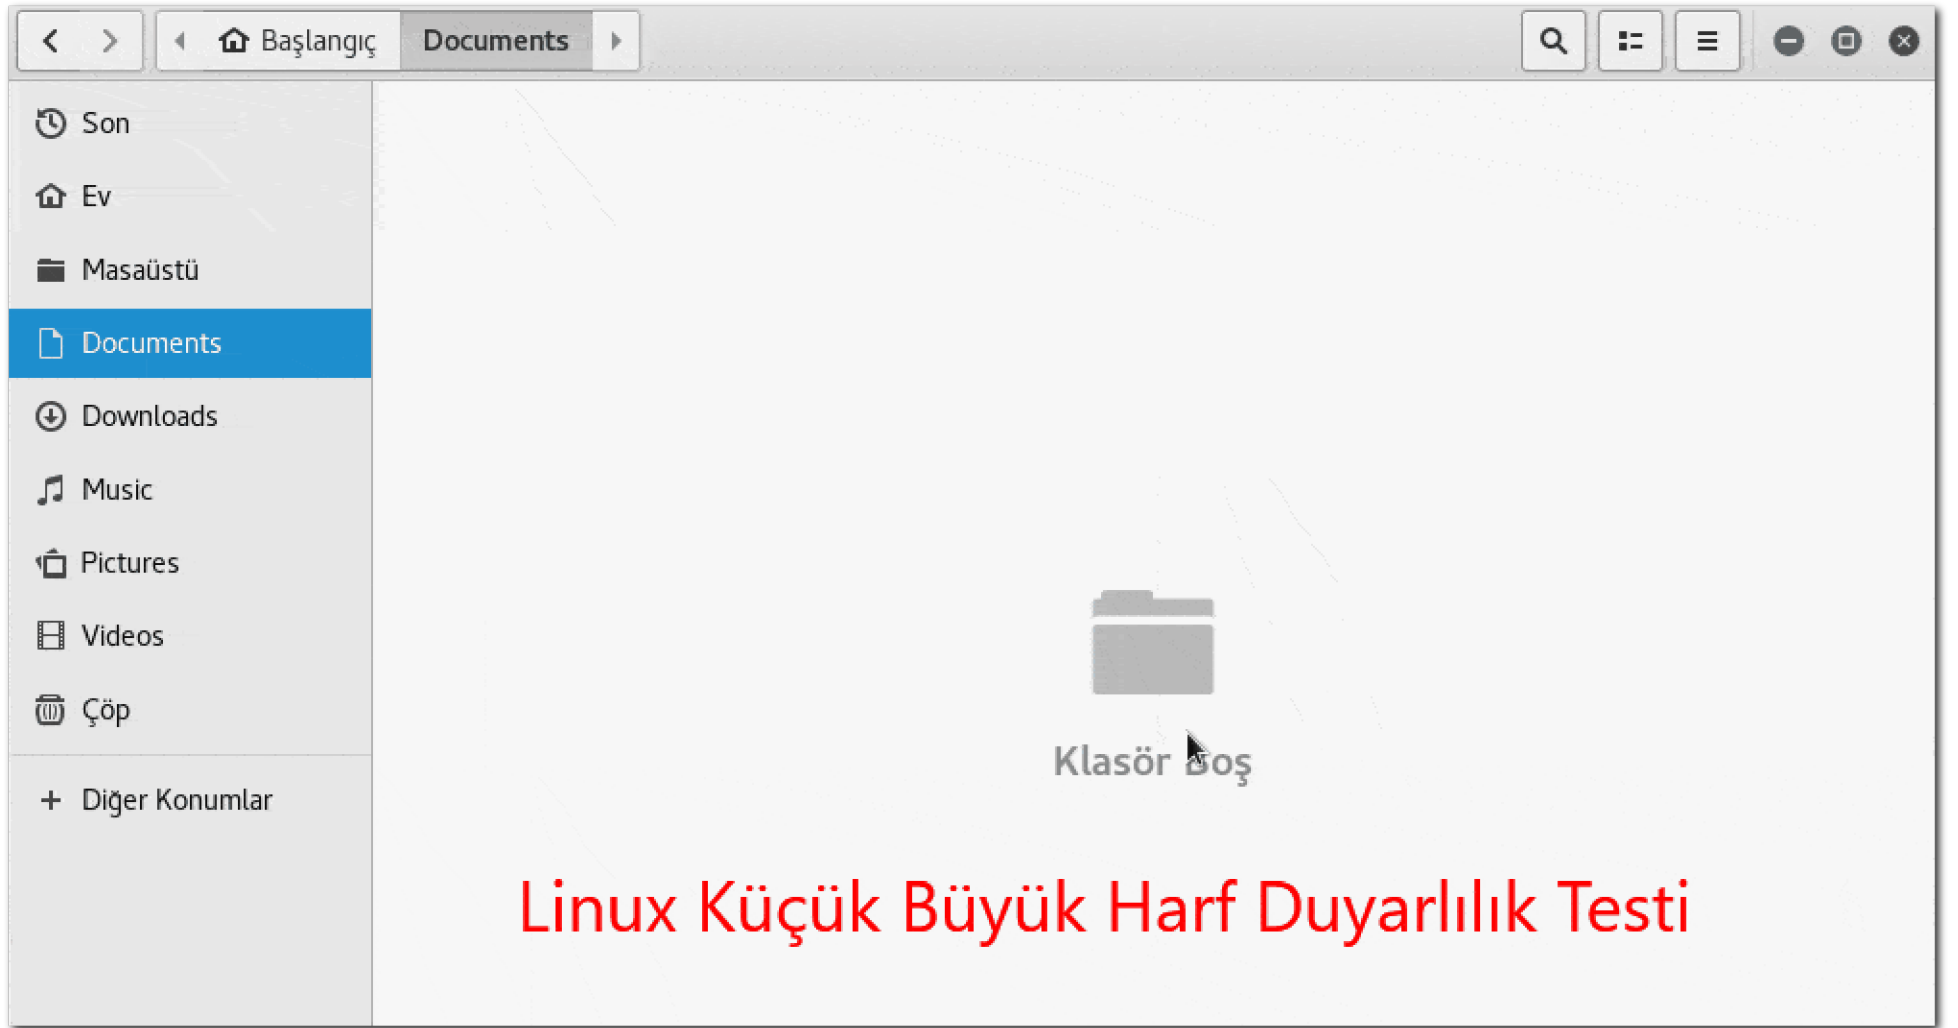 Başlangıç
Documents
Son
Ev
Masaüstü
Documents
Downloads
Music
Pictures
Videos
Çöp
Diğer Konumlar
Klasör Boş
Linux Küçük Büyük Harf Duyarlılık Testi